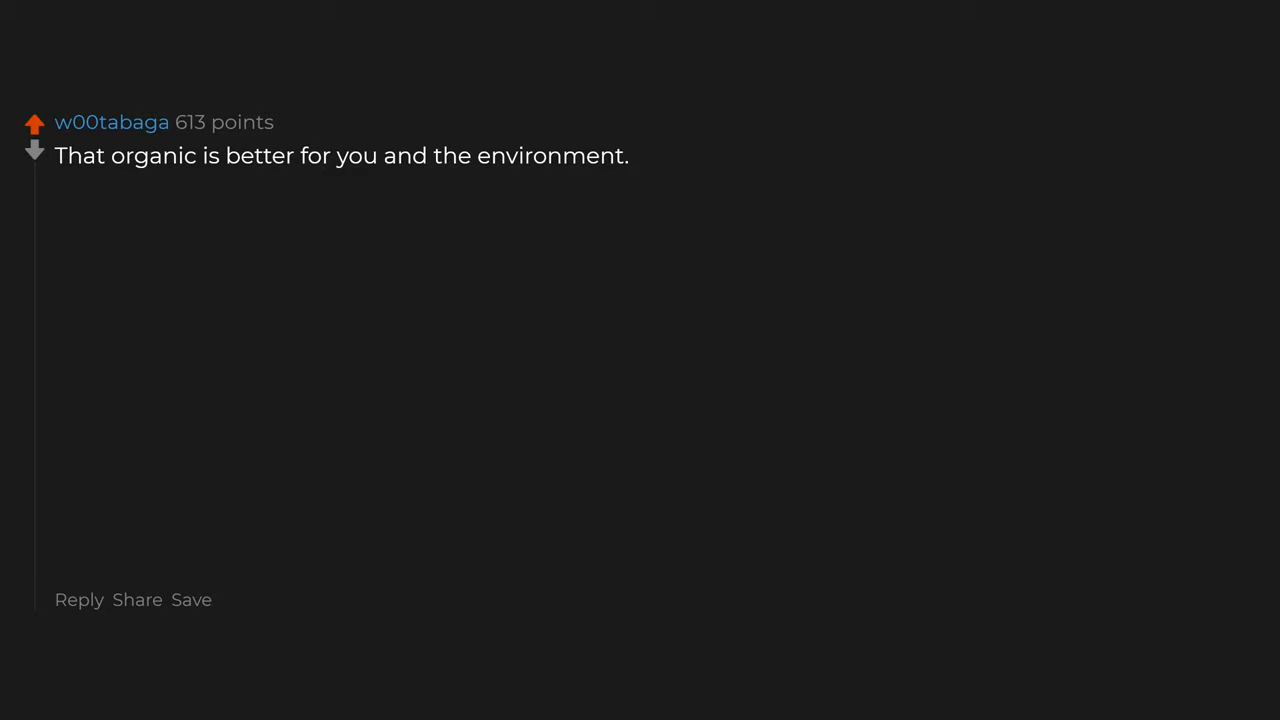 w00tabaga 613 points
That organic is better for you and the environment.
Reply Share Save